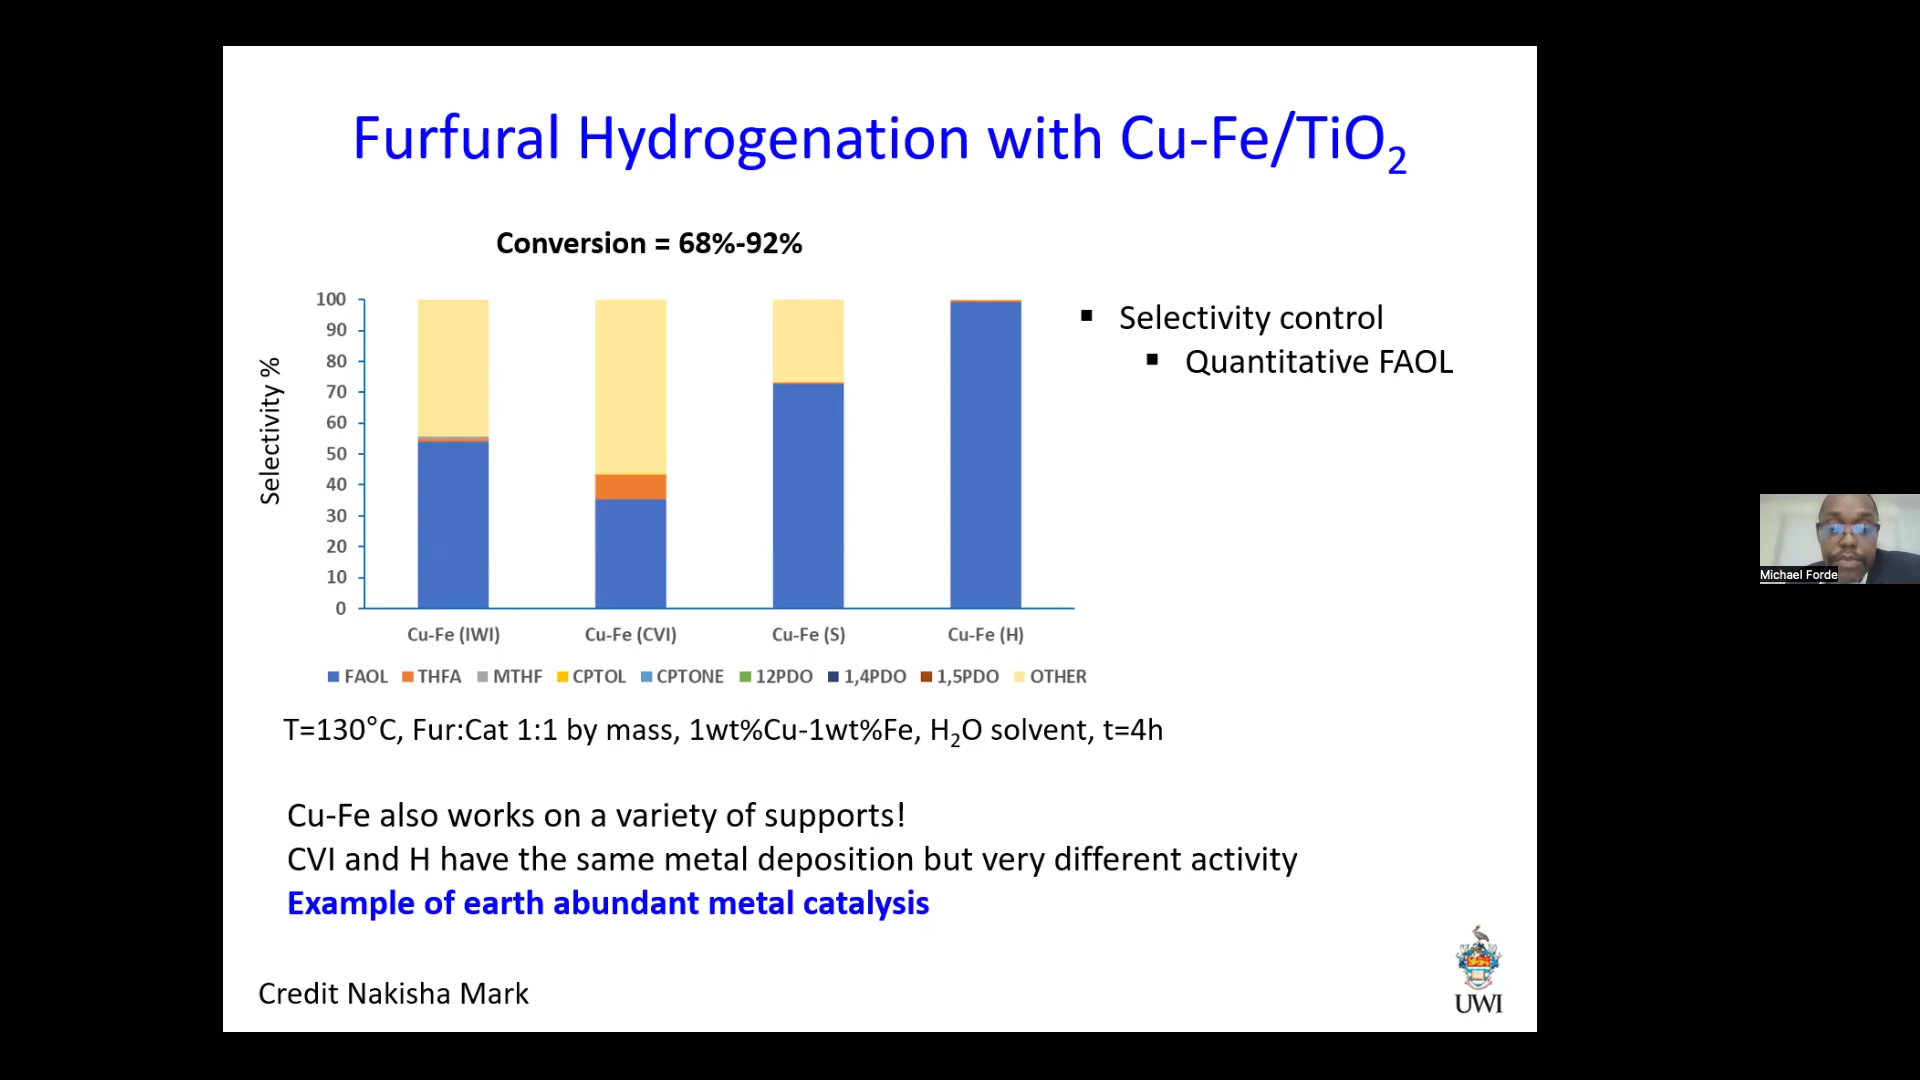 Furfural Hydrogenation with Cu-Fe/TiO₂
Conversion = 68%-92%
Selectivity %
100
90
80
70
60
50
40
30
20
10
0
Cu-Fe (IWI) Cu-Fe (CVI) Cu-Fe (S) Cu-Fe (H)
FAOL THFA MTHF CPTOL CPTONE 12PDO 1,4PDO 1,5PDO OTHER
▪ Selectivity control
▪ Quantitative FAOL
T=130°C, Fur:Cat 1:1 by mass, 1wt%Cu-1wt%Fe, H₂O solvent, t=4h
Cu-Fe also works on a variety of supports!
CVI and H have the same metal deposition but very different activity
Example of earth abundant metal catalysis
Credit Nakisha Mark
UWI
Michael Forde